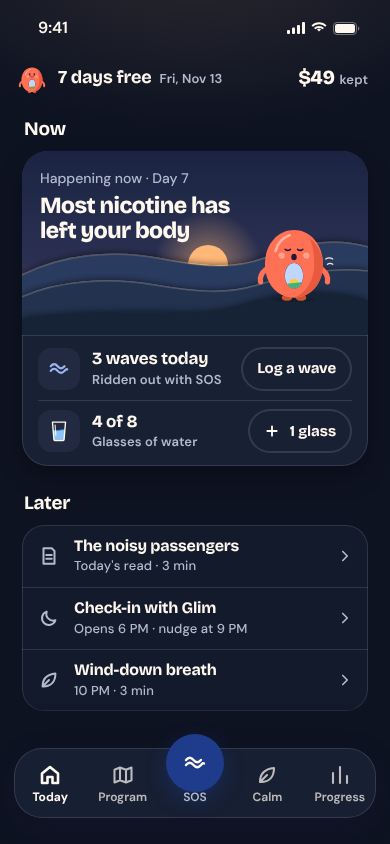 9:41
7 days free Fri, Nov 13
$49 kept
Now
Happening now · Day 7
Most nicotine has
left your body
3 waves today
Ridden out with SOS
Log a wave
4 of 8
Glasses of water
+ 1 glass
Later
The noisy passengers
Today's read · 3 min
Check-in with Glim
Opens 6 PM · nudge at 9 PM
Wind-down breath
10 PM · 3 min
Today
Program
SOS
Calm
Progress